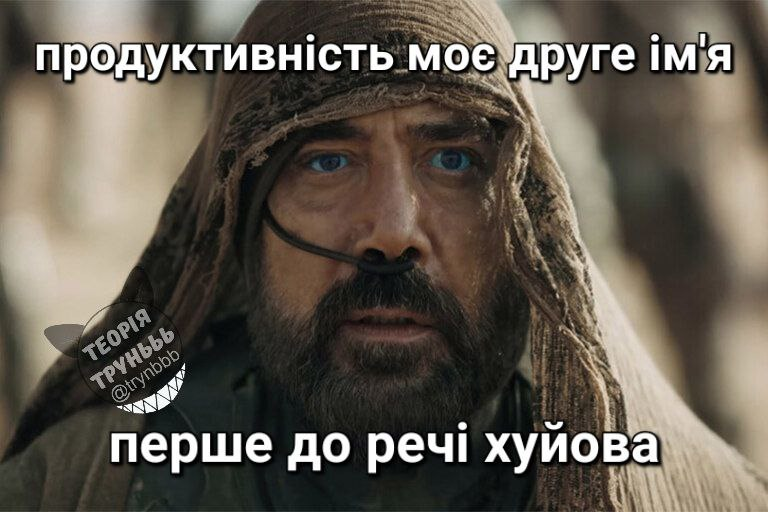 продуктивність моє друге ім'я
ТЕОРІЯ
ТРУНЬЬЬ
@trynbbb
перше до речі хуйова